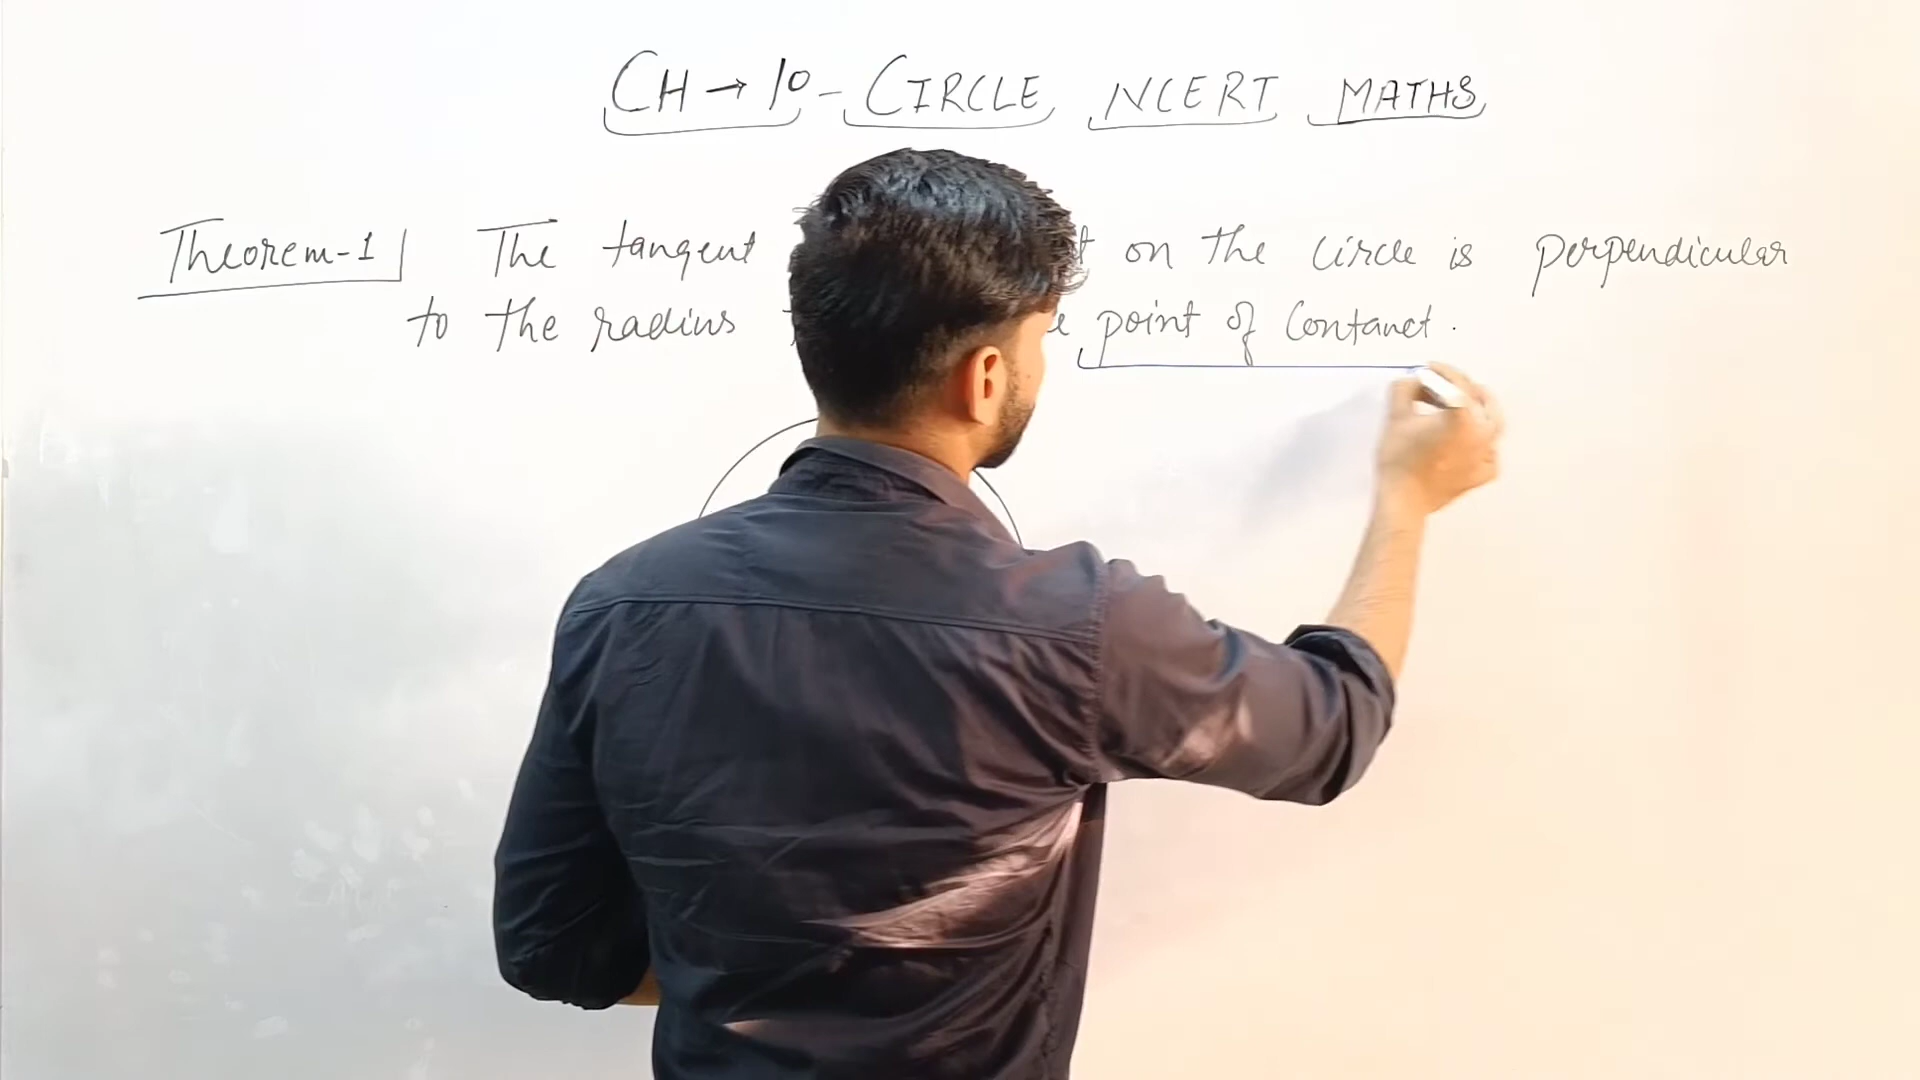 CH → 10 - CIRCLE NCERT MATHS
Theorem-1 The tangent on the circle is perpendicular
to the radius point of Contanct.